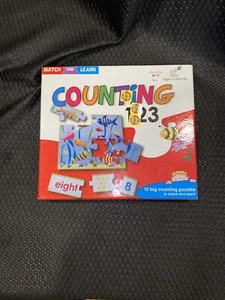 MATCH AND LEARN
COUNTING
123
eight
8
10 big counting puzzles
to match and learn